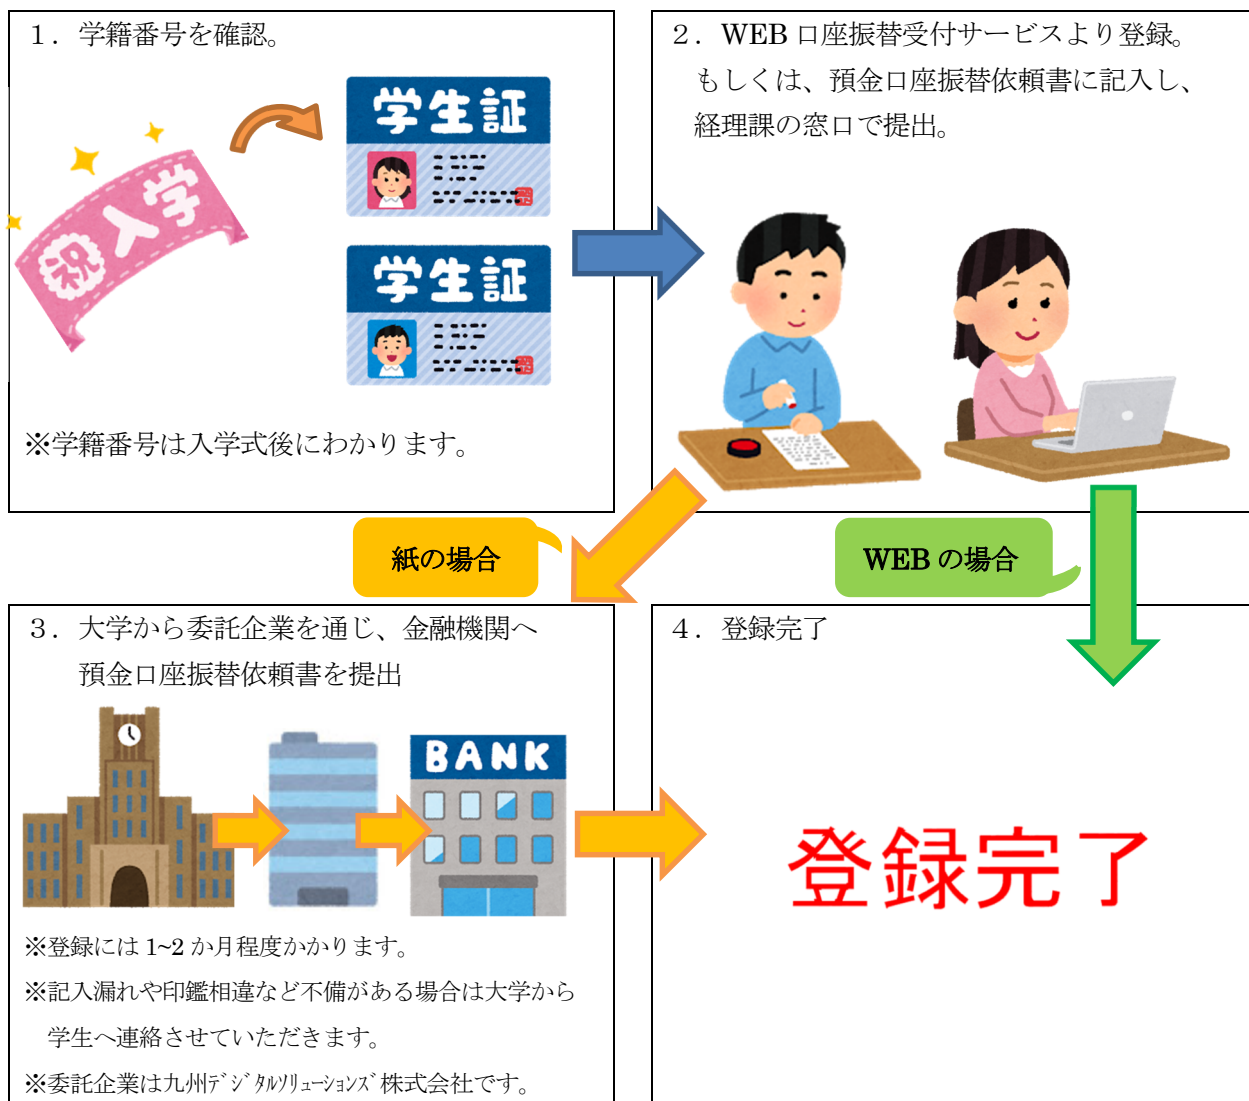 １．学籍番号を確認。
祝入学
学生証
学生証
※学籍番号は入学式後にわかります。
２．WEB口座振替受付サービスより登録。
もしくは、預金口座振替依頼書に記入し、
経理課の窓口で提出。
紙の場合
WEBの場合
３．大学から委託企業を通じ、金融機関へ
預金口座振替依頼書を提出
BANK
※登録には 1~2 か月程度かかります。
※記入漏れや印鑑相違など不備がある場合は大学から
学生へ連絡させていただきます。
※委託企業は九州ﾃﾞｼﾞﾀﾙｿﾘｭｰｼｮﾝｽﾞ株式会社です。
４．登録完了
登録完了